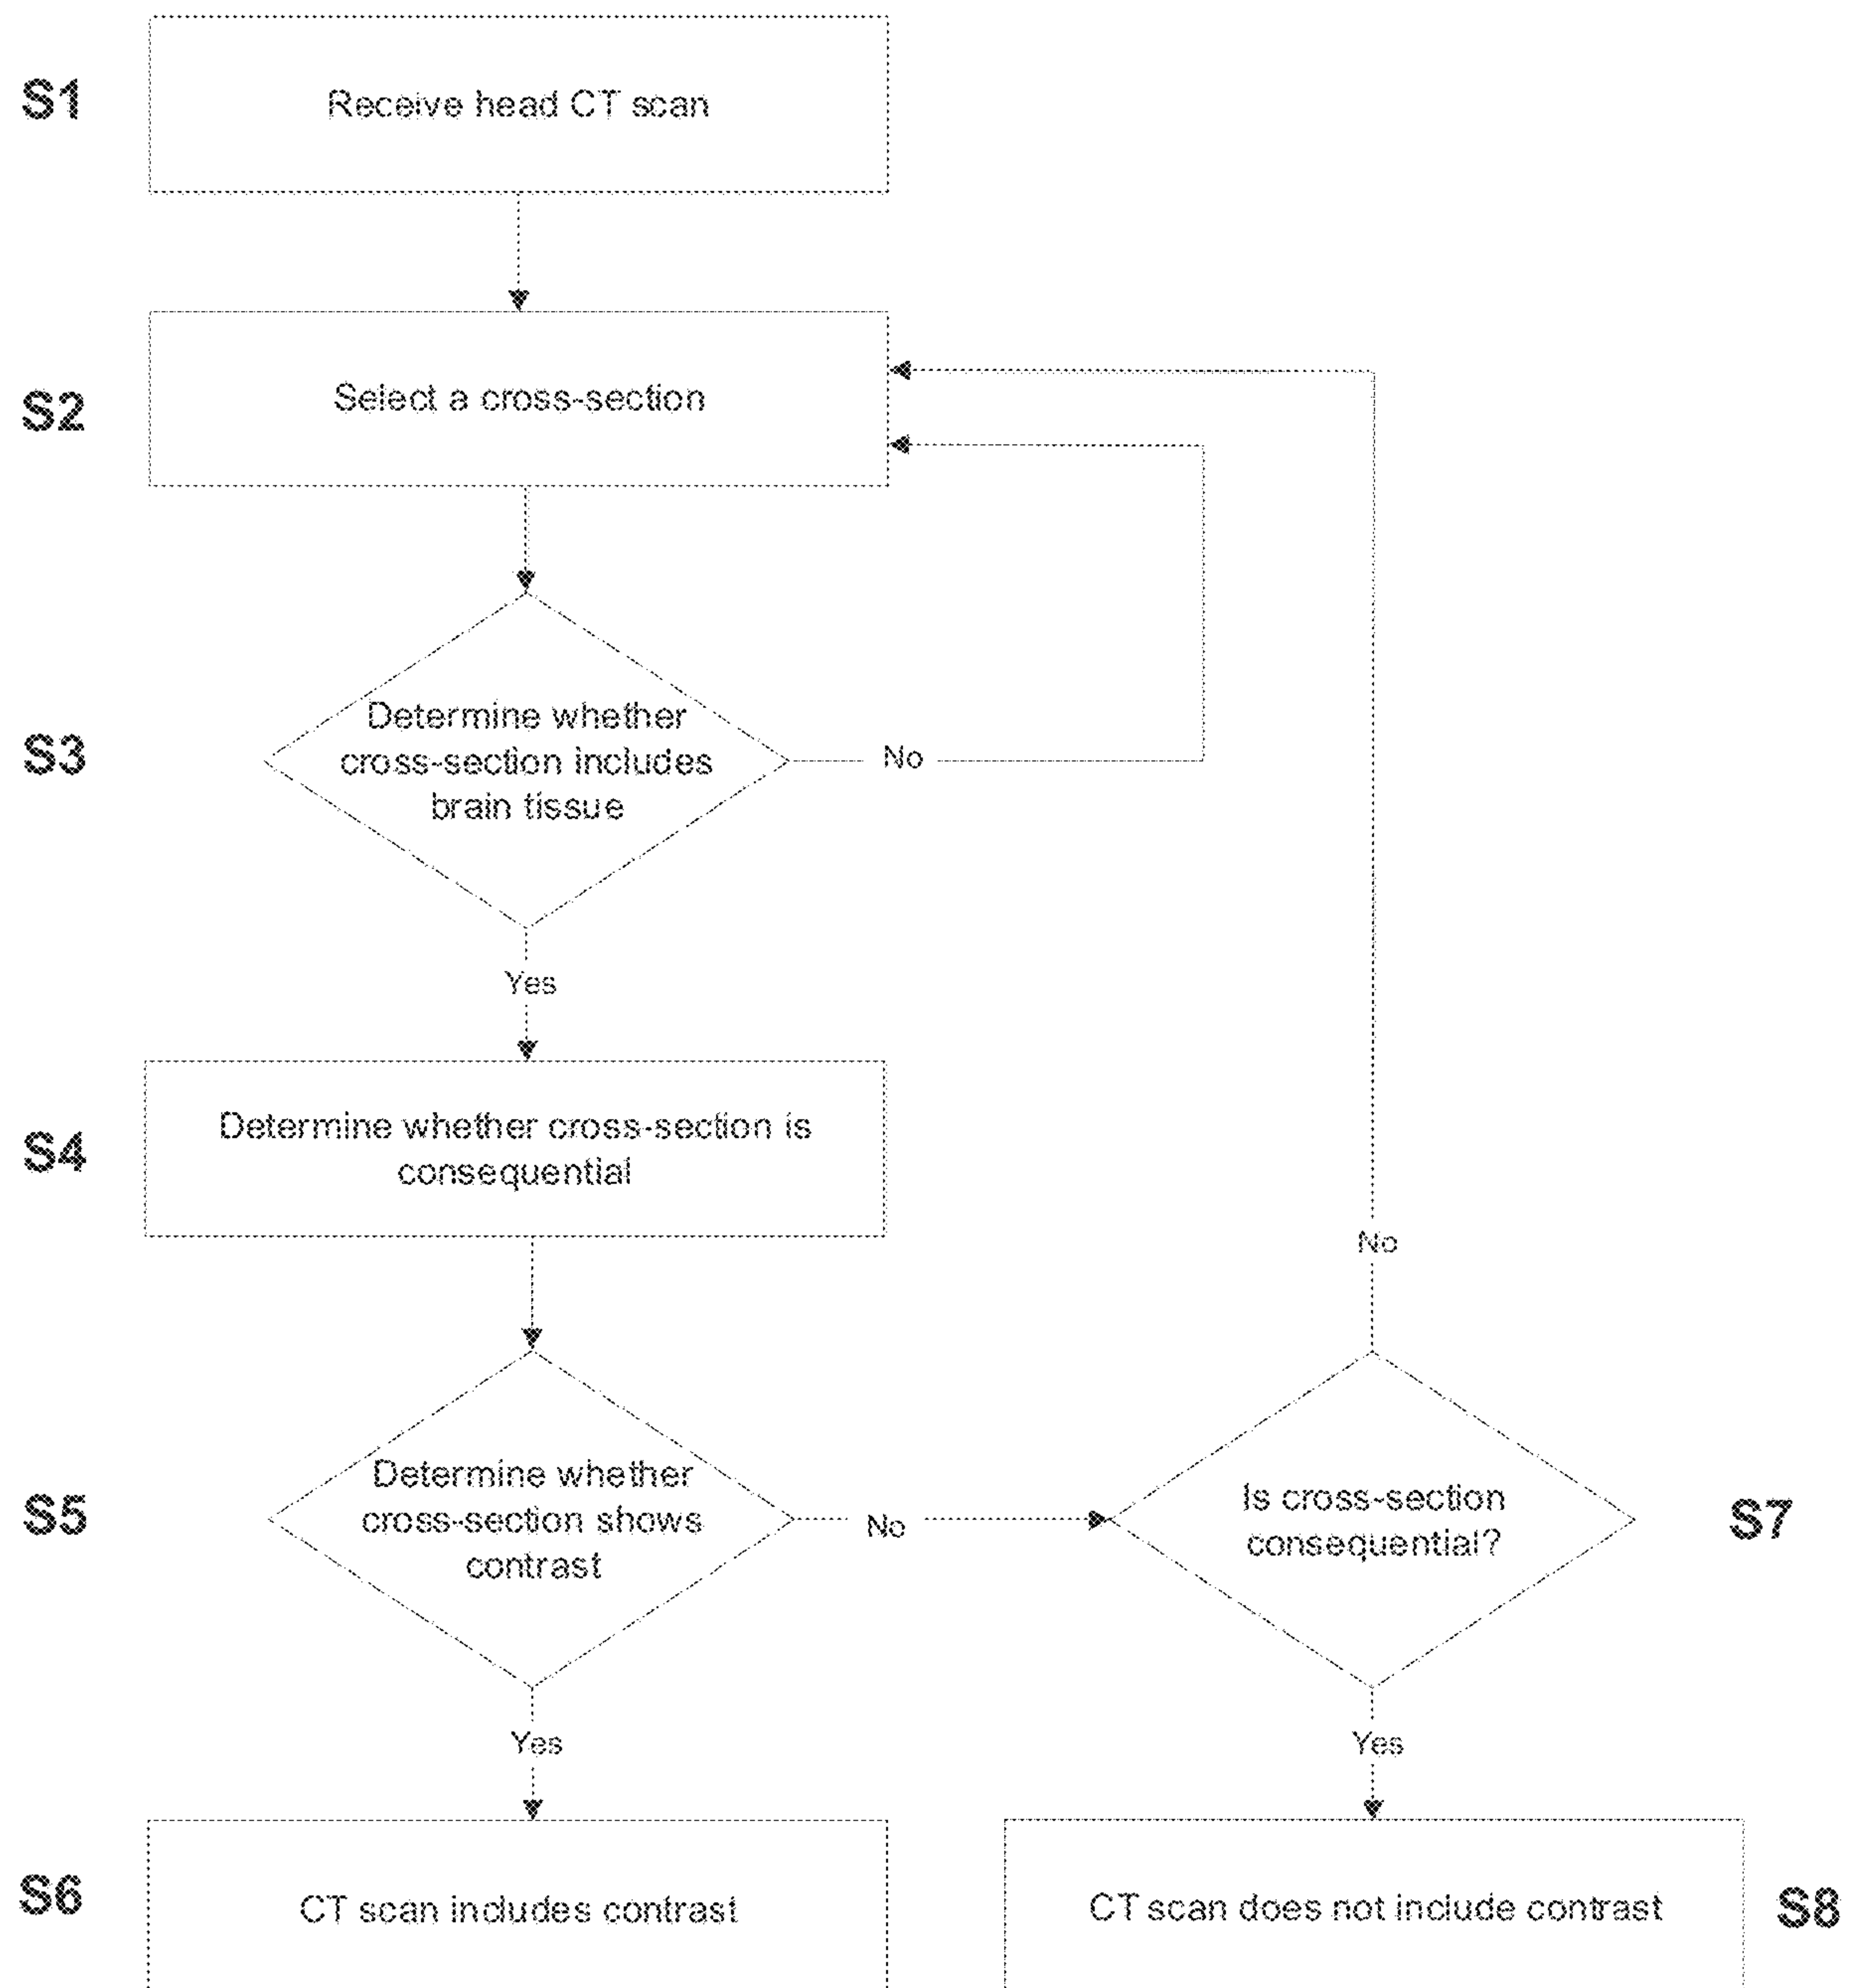 S1
Receive head CT scan
S2
Select a cross-section
S3
Determine whether
cross-section includes
brain tissue
No
Yes
S4
Determine whether cross-section is
consequential
No
S5
Determine whether
cross-section shows
contrast
No
Is cross-section
consequential?
S7
Yes
Yes
S6
CT scan includes contrast
CT scan does not include contrast
S8